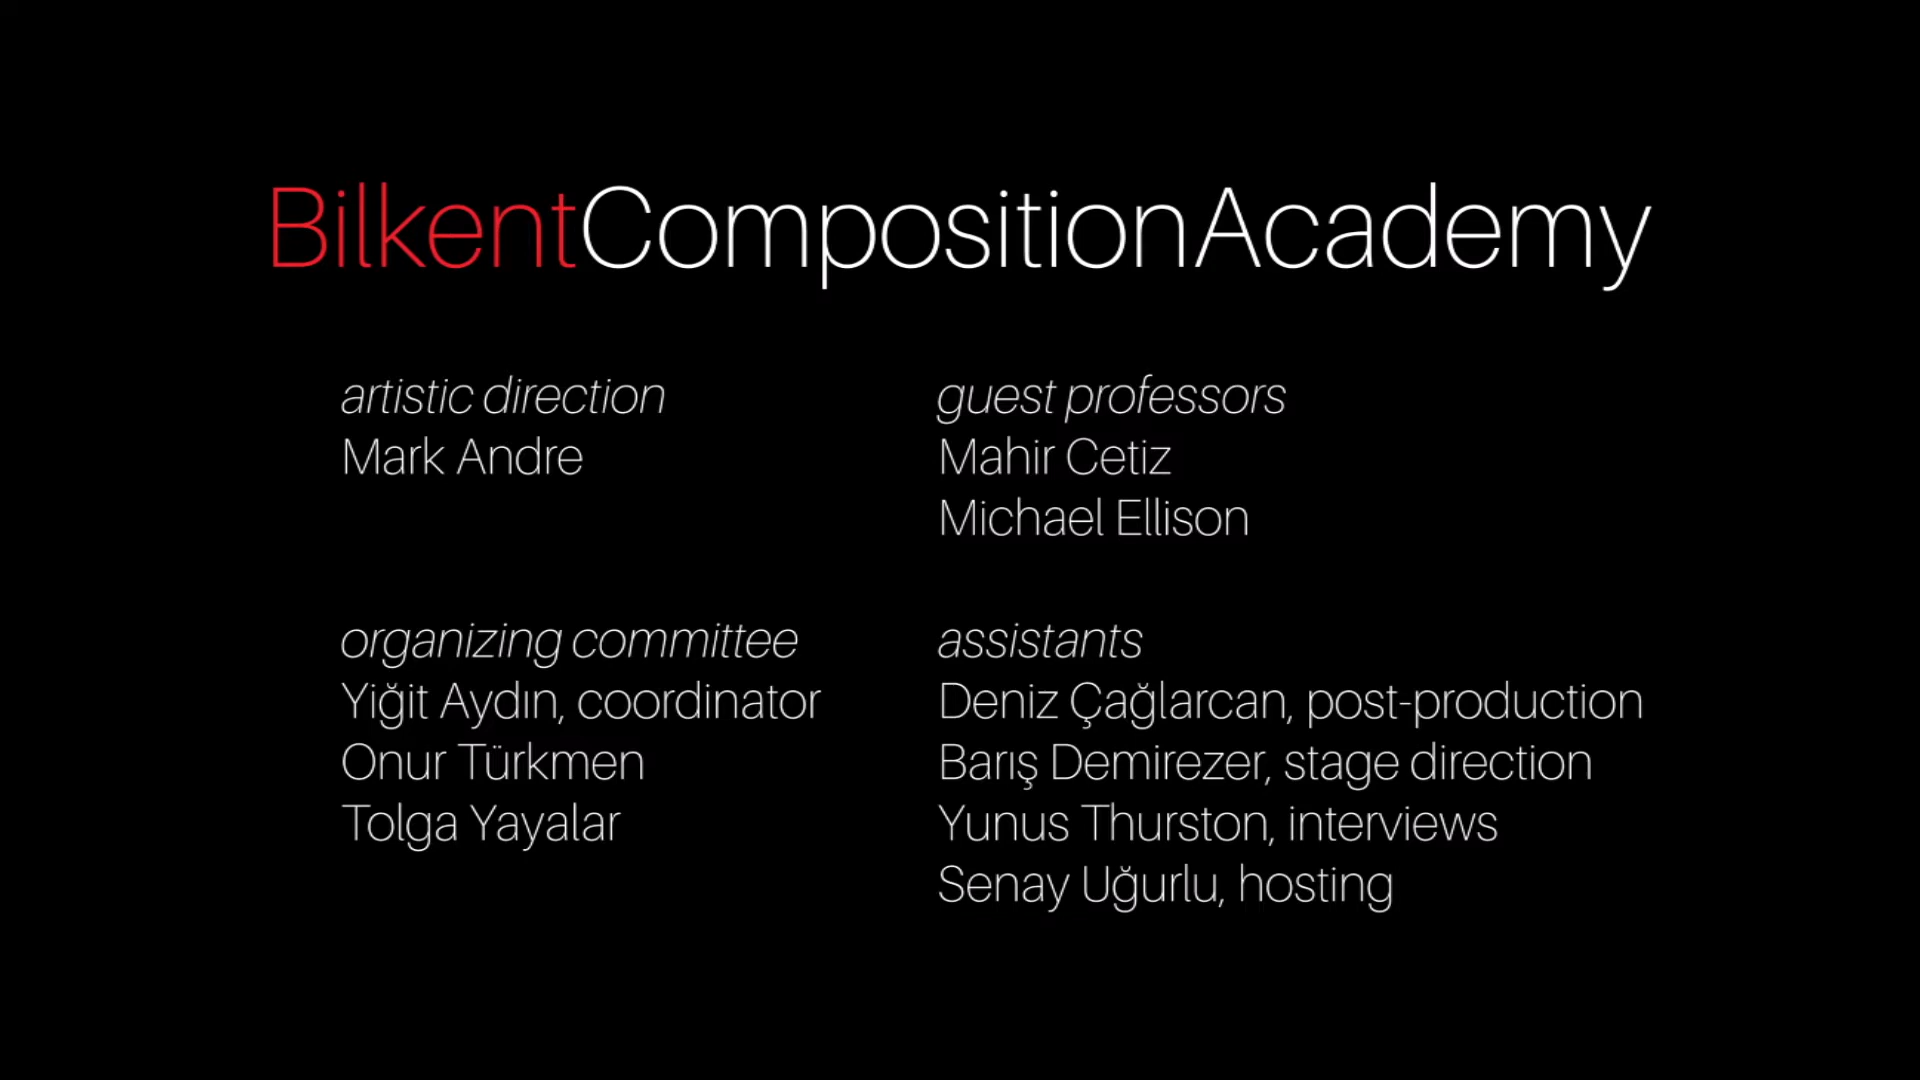 BilkentCompositionAcademy
artistic direction
Mark Andre
guest professors
Mahir Cetiz
Michael Ellison
organizing committee
Yiğit Aydın, coordinator
Onur Türkmen
Tolga Yayalar
assistants
Deniz Çağlarcan, post-production
Barış Demirezer, stage direction
Yunus Thurston, interviews
Senay Uğurlu, hosting